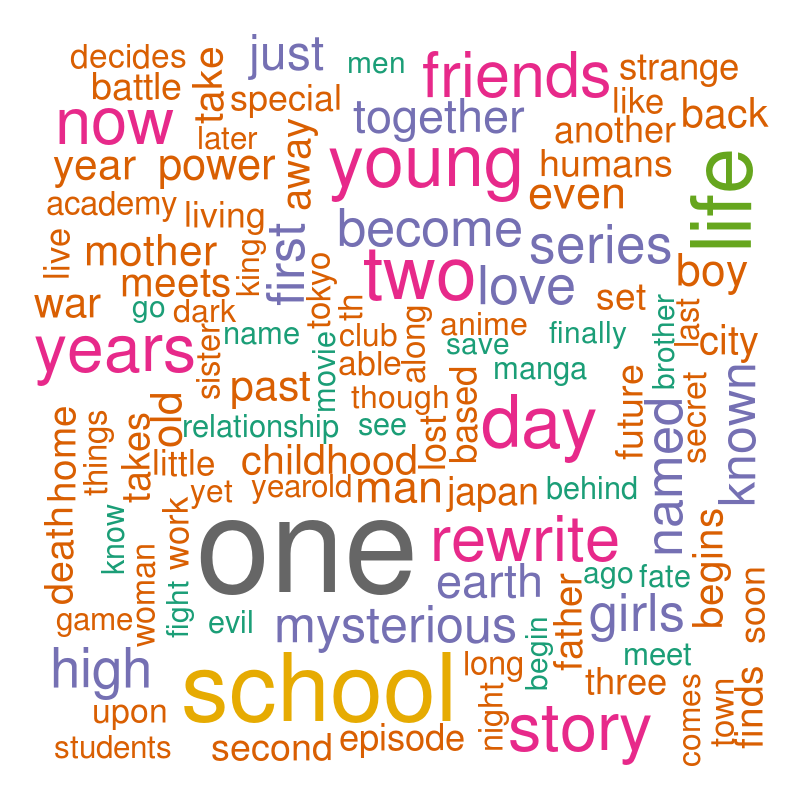 decides
take
just
men
friends
strange
battle
special
like
now
later
together
another
back
year
power
away
young
humans
even
life
academy
living
first
become
series
live
mother
king
tokyo
two
love
boy
meets
war
go
dark
th
set
brother
last
years
sister
name
movie
club
along
anime
save
finally
city
able
manga
past
though
day
future
secret
known
home
things
takes
old
relationship
see
lost
based
named
little
childhood
death
know
yet
yearold
man
japan
behind
work
one
rewrite
begins
woman
fight
earth
ago
fate
soon
game
evil
mysterious
begin
father
girls
meet
high
school
long
three
comes
town
finds
upon
night
story
students
second
episode